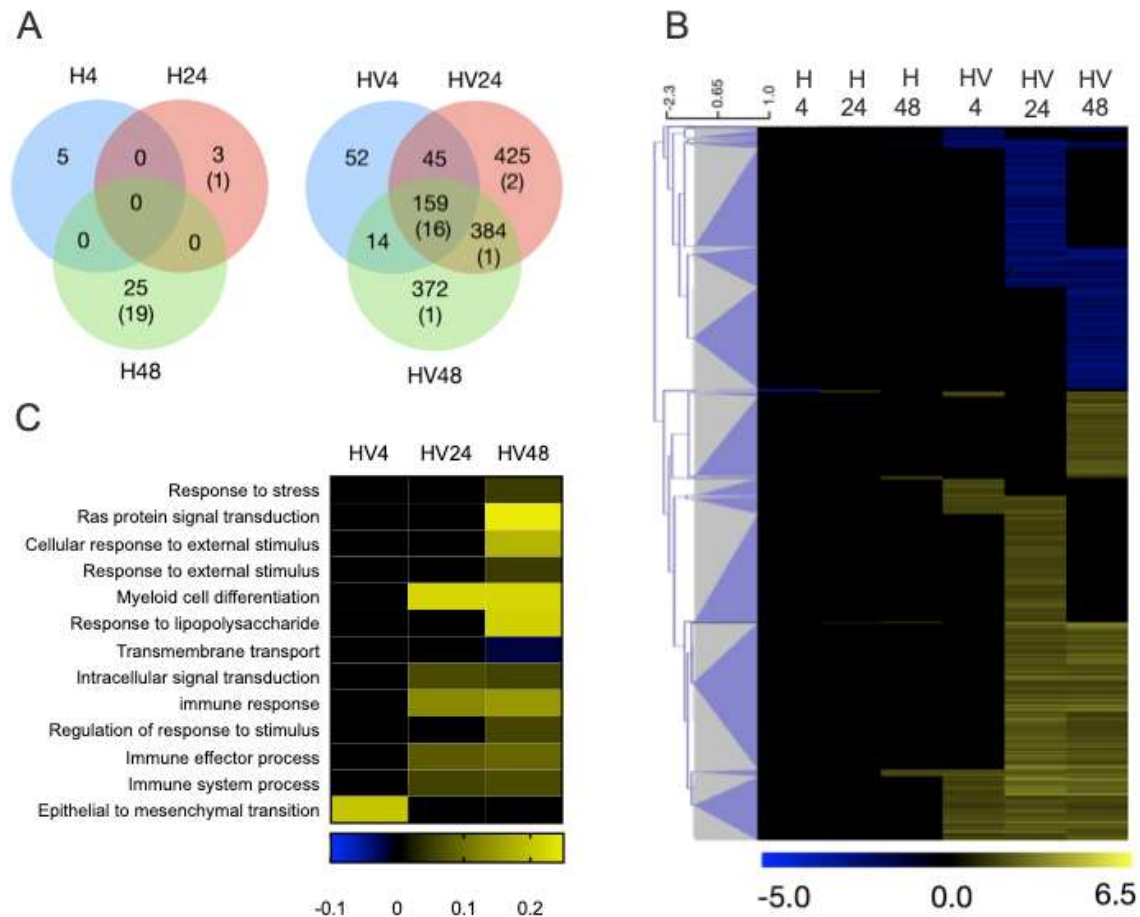 A
H4 H24
5 0 3
(1)
0
0 0
25
(19)
H48
HV4 HV24
52 45 425
(2)
159
(16)
14 384
(1)
372
(1)
HV48
B
-2.3 0.65 1.0
H H H HV HV HV
4 24 48 4 24 48
-5.0 0.0 6.5
C
HV4 HV24 HV48
Response to stress
Ras protein signal transduction
Cellular response to external stimulus
Response to external stimulus
Myeloid cell differentiation
Response to lipopolysaccharide
Transmembrane transport
Intracellular signal transduction
immune response
Regulation of response to stimulus
Immune effector process
Immune system process
Epithelial to mesenchymal transition
-0.1 0 0.1 0.2